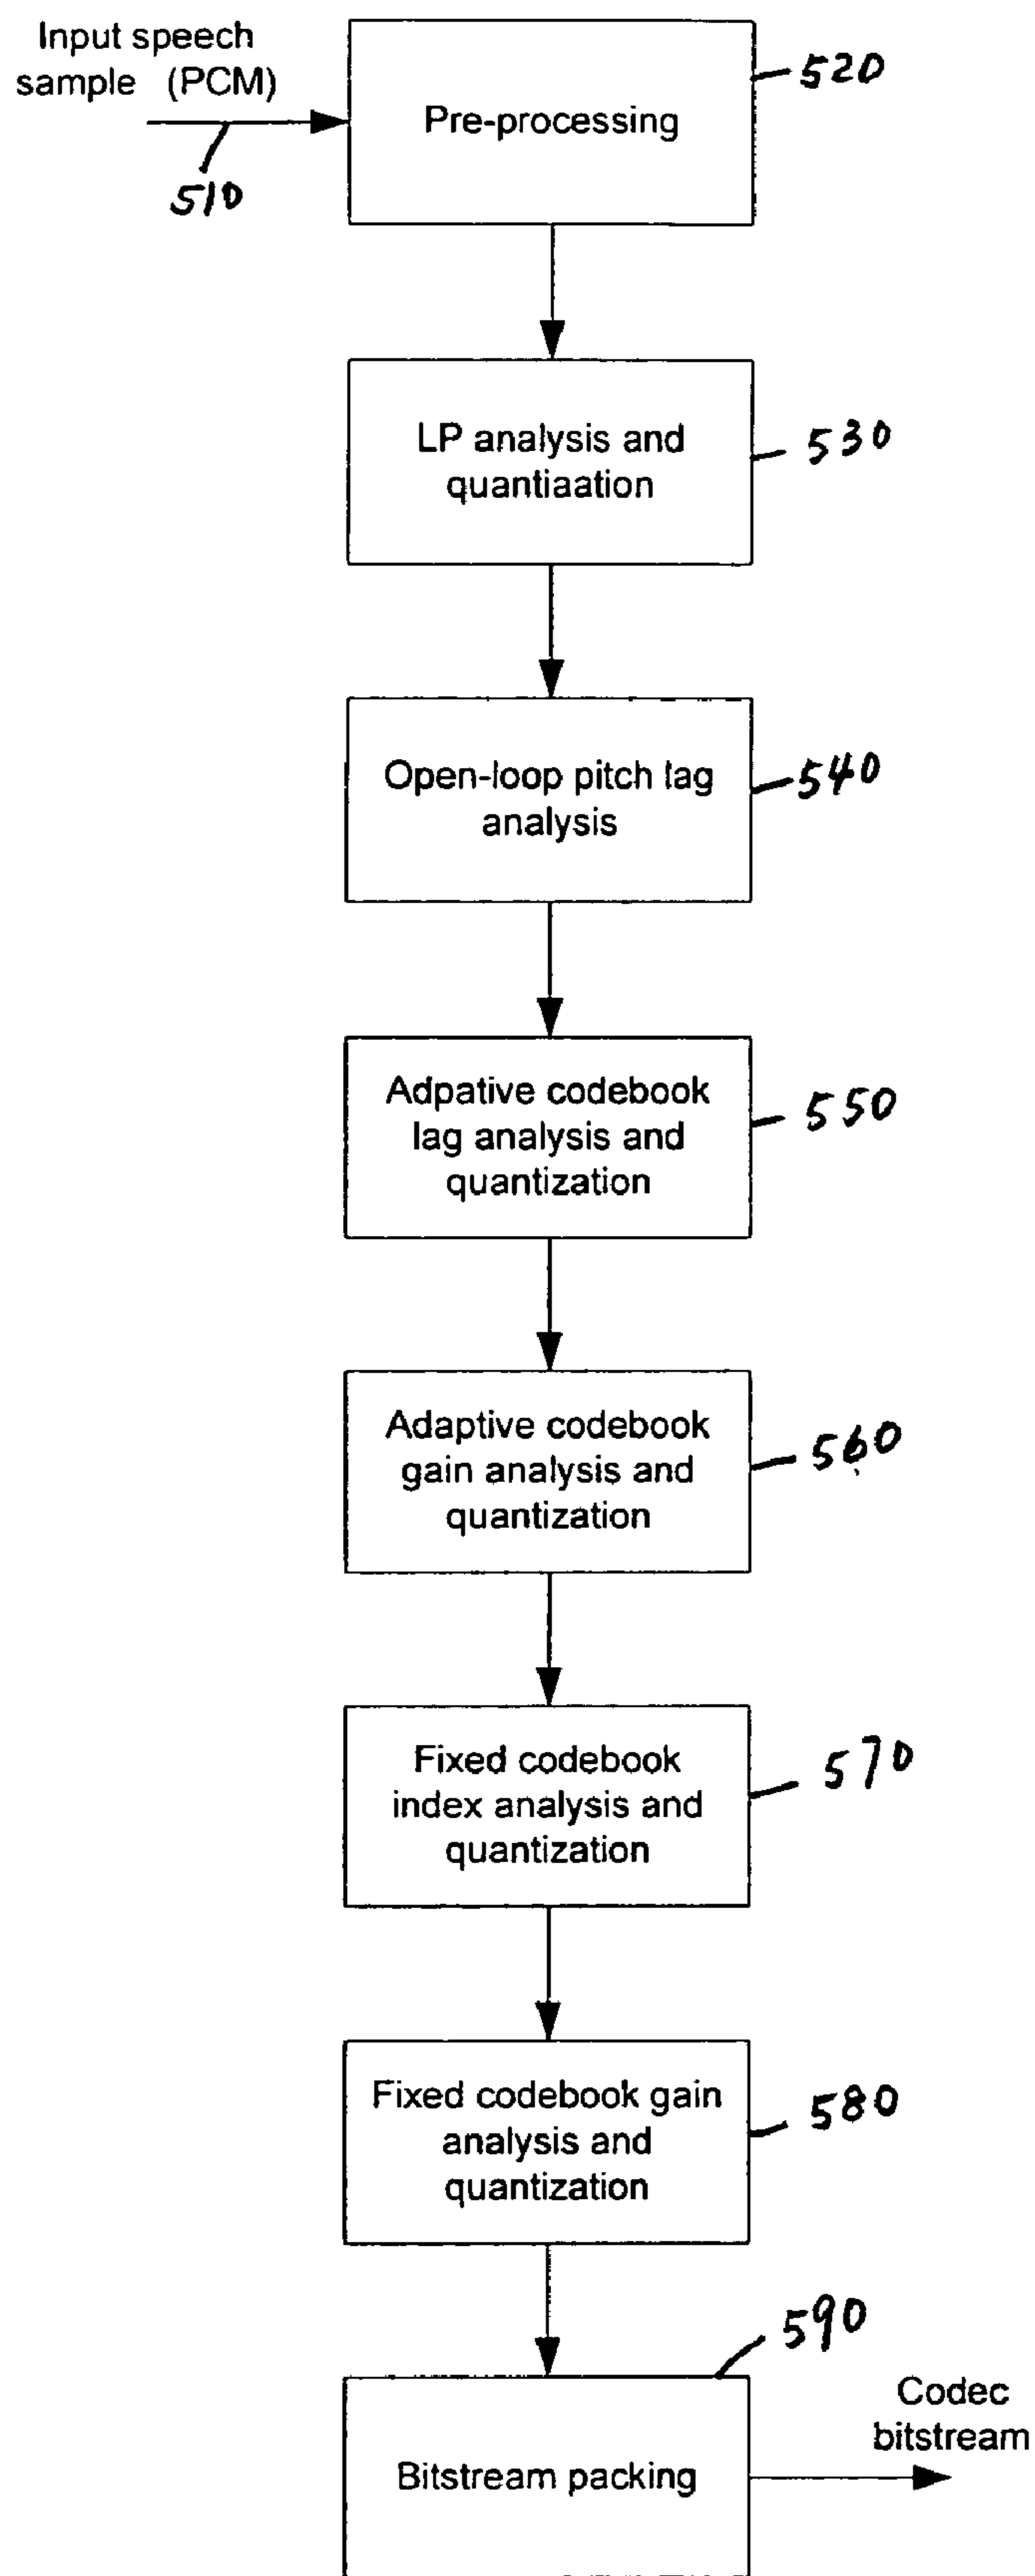 Input speech
sample (PCM)
510
Pre-processing
520
LP analysis and
quantiaation
530
Open-loop pitch lag
analysis
540
Adpative codebook
lag analysis and
quantization
550
Adaptive codebook
gain analysis and
quantization
560
Fixed codebook
index analysis and
quantization
570
Fixed codebook gain
analysis and
quantization
580
590
Bitstream packing
Codec
bitstream